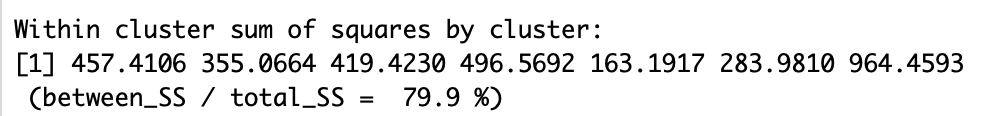 Within cluster sum of squares by cluster:
[1] 457.4106 355.0664 419.4230 496.5692 163.1917 283.9810 964.4593
 (between_SS / total_SS =  79.9 %)